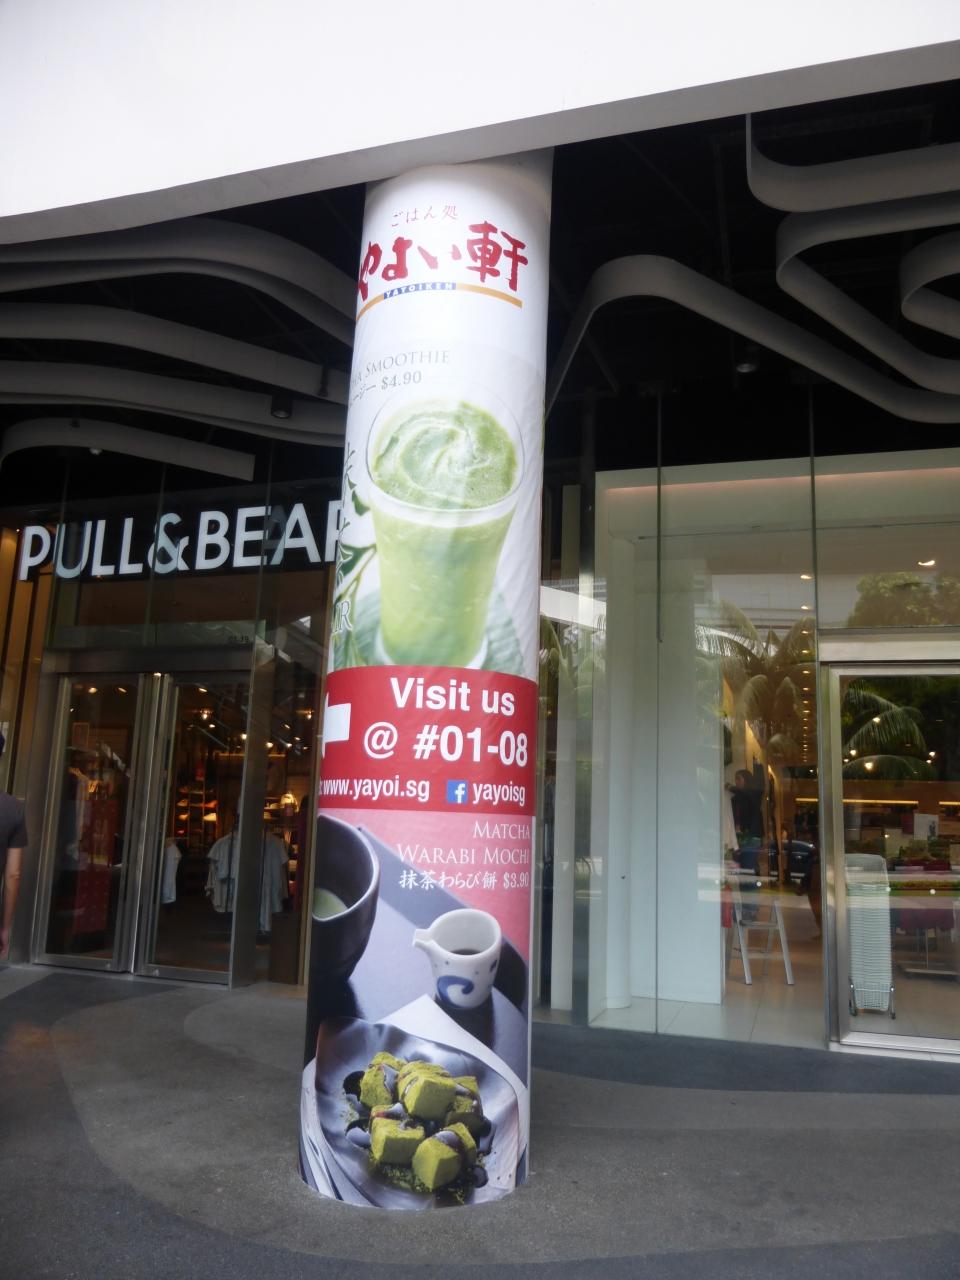 ごはん処
やよい軒
YAYOIKEN
SMOOTHIE
$4.90
PULL&BEAR
Visit us
@ #01-08
www.yayoi.sg f yayoisg
MATCHA
WARABI MOCHI
抹茶わらび餅 $3.90